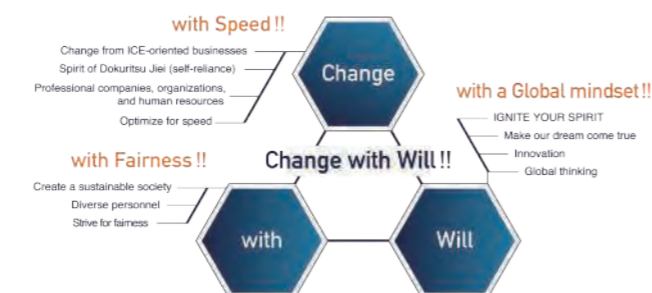 with Speed !!
Change from ICE-oriented businesses
Spirit of Dokuritsu Jiei (self-reliance)
Professional companies, organizations,
and human resources
Optimize for speed
Change
with a Global mindset!!
IGNITE YOUR SPIRIT
Make our dream come true
Innovation
Global thinking
Change with Will !!
with Fairness !!
Create a sustainable society
Diverse personnel
Strive for fairness
with
Will